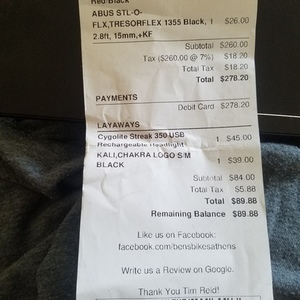 Red/Black
ABUS STL-O-
FLX,TRESORFLEX 1355 Black, 1 $26.00
2.8ft, 15mm,+KF
Subtotal $260.00
Tax ($260.00 @ 7%) $18.20
Total Tax $18.20
Total $278.20
PAYMENTS
Debit Card $278.20
LAYAWAYS
Cygolite Streak 350 USB 1 $45.00
Rechargeable Headlight
KALI,CHAKRA LOGO S/M 1 $39.00
BLACK
Subtotal $84.00
Total Tax $5.88
Total $89.88
Remaining Balance $89.88
Like us on Facebook:
facebook.com/bensbikesathens
Write us a Review on Google.
Thank You Tim Reid!